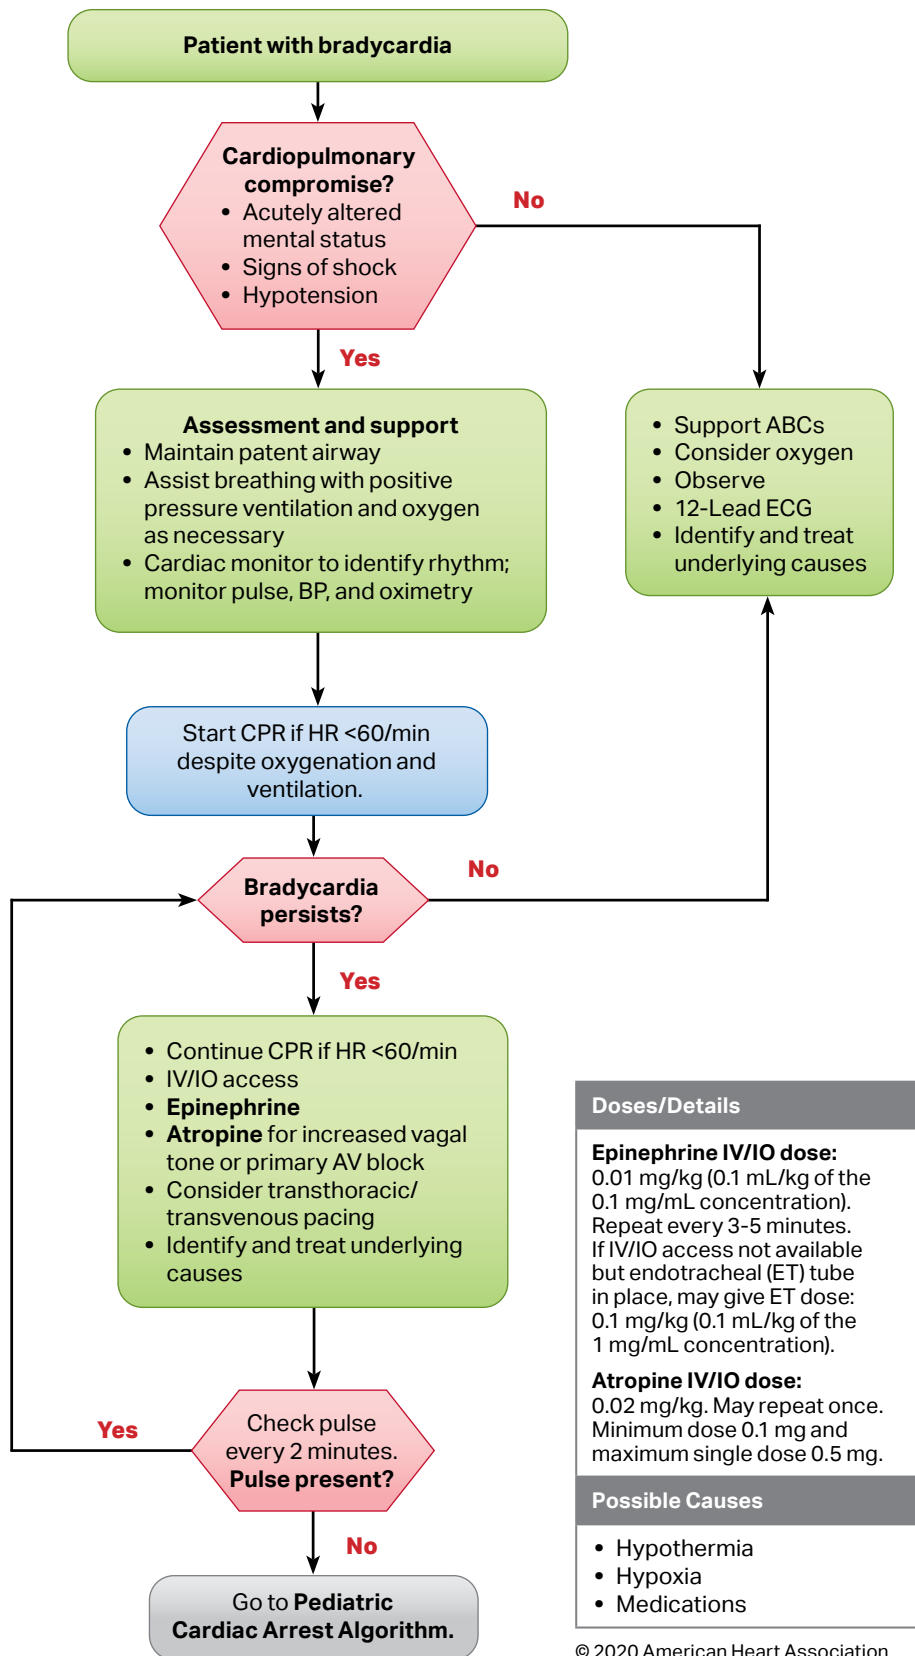 Patient with bradycardia
Cardiopulmonary
compromise?
• Acutely altered
mental status
• Signs of shock
• Hypotension
No
Yes
Assessment and support
• Maintain patent airway
• Assist breathing with positive
pressure ventilation and oxygen
as necessary
• Cardiac monitor to identify rhythm;
monitor pulse, BP, and oximetry
• Support ABCs
• Consider oxygen
• Observe
• 12-Lead ECG
• Identify and treat
underlying causes
Start CPR if HR <60/min
despite oxygenation and
ventilation.
Bradycardia
persists?
No
Yes
• Continue CPR if HR <60/min
• IV/IO access
• Epinephrine
• Atropine for increased vagal
tone or primary AV block
• Consider transthoracic/
transvenous pacing
• Identify and treat underlying
causes
Check pulse
every 2 minutes.
Pulse present?
Yes
No
Go to Pediatric
Cardiac Arrest Algorithm.
Doses/Details
Epinephrine IV/IO dose:
0.01 mg/kg (0.1 mL/kg of the
0.1 mg/mL concentration).
Repeat every 3-5 minutes.
If IV/IO access not available
but endotracheal (ET) tube
in place, may give ET dose:
0.1 mg/kg (0.1 mL/kg of the
1 mg/mL concentration).
Atropine IV/IO dose:
0.02 mg/kg. May repeat once.
Minimum dose 0.1 mg and
maximum single dose 0.5 mg.
Possible Causes
• Hypothermia
• Hypoxia
• Medications
© 2020 American Heart Association